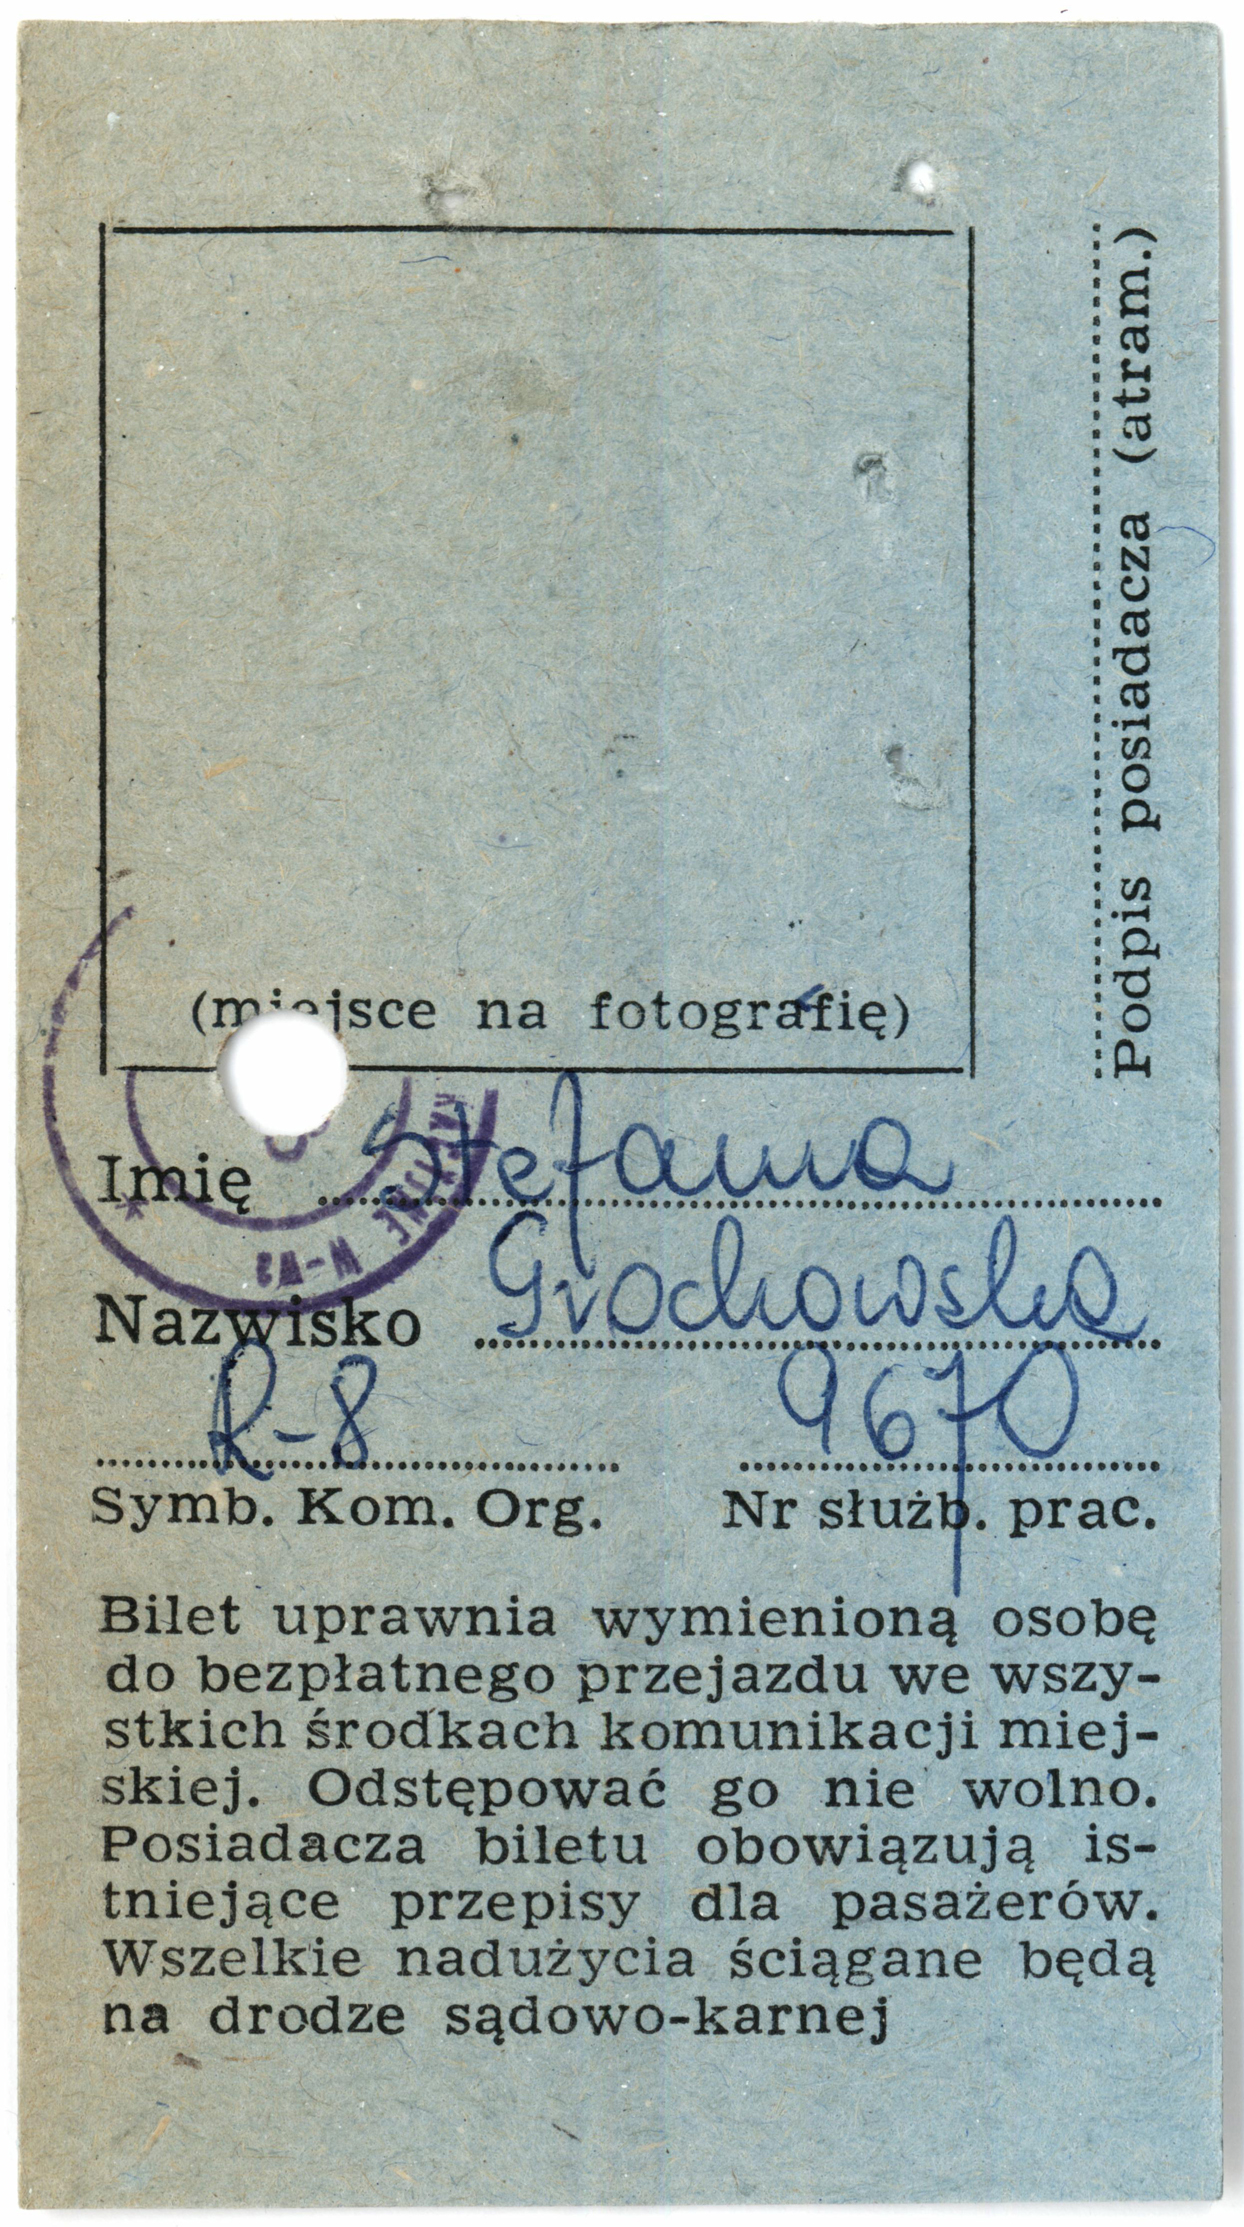 (miejsce na fotografię)
Podpis posiadacza (atram.)
Imię Stefania
Nazwisko Grochowska
R-8 9670
Symb. Kom. Org. Nr służb. prac.
Bilet uprawnia wymienioną osobę
do bezpłatnego przejazdu we wszy-
stkich środkach komunikacji miej-
skiej. Odstępować go nie wolno.
Posiadacza biletu obowiązują is-
tniejące przepisy dla pasażerów.
Wszelkie nadużycia ściągane będą
na drodze sądowo-karnej